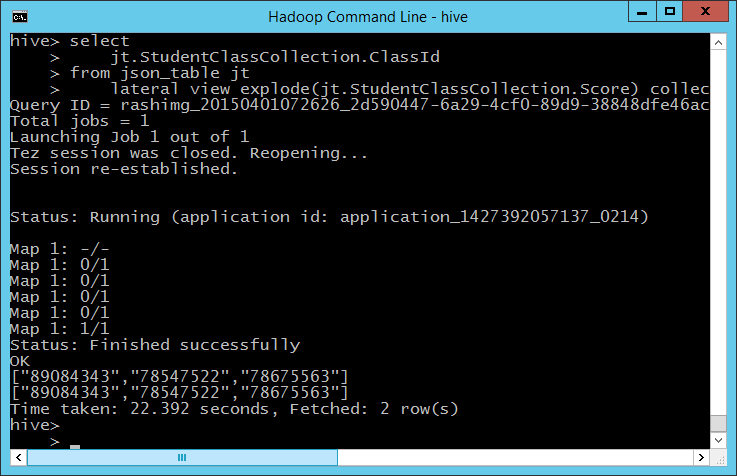 Hadoop Command Line - hive
hive> select
    >     jt.StudentClassCollection.ClassId
    > from json_table jt
    >     lateral view explode(jt.StudentClassCollection.Score) collec
Query ID = rashimg_20150401072626_2d590447-6a29-4cf0-89d9-38848dfe46ac
Total jobs = 1
Launching Job 1 out of 1
Tez session was closed. Reopening...
Session re-established.
Status: Running (application id: application_1427392057137_0214)
Map 1: -/-
Map 1: 0/1
Map 1: 0/1
Map 1: 0/1
Map 1: 0/1
Map 1: 1/1
Status: Finished successfully
OK
["89084343","78547522","78675563"]
["89084343","78547522","78675563"]
Time taken: 22.392 seconds, Fetched: 2 row(s)
hive>
    > _